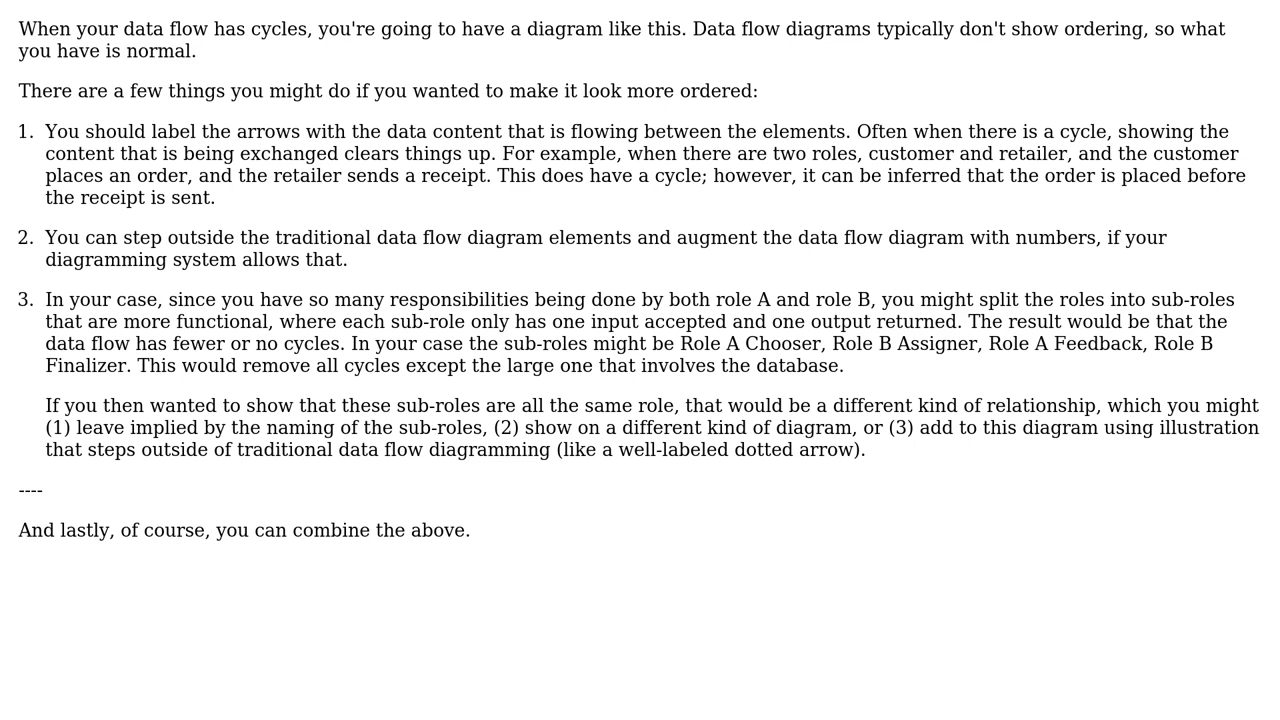 When your data flow has cycles, you're going to have a diagram like this. Data flow diagrams typically don't show ordering, so what
you have is normal.
There are a few things you might do if you wanted to make it look more ordered:
1. You should label the arrows with the data content that is flowing between the elements. Often when there is a cycle, showing the
content that is being exchanged clears things up. For example, when there are two roles, customer and retailer, and the customer
places an order, and the retailer sends a receipt. This does have a cycle; however, it can be inferred that the order is placed before
the receipt is sent.
2. You can step outside the traditional data flow diagram elements and augment the data flow diagram with numbers, if your
diagramming system allows that.
3. In your case, since you have so many responsibilities being done by both role A and role B, you might split the roles into sub-roles
that are more functional, where each sub-role only has one input accepted and one output returned. The result would be that the
data flow has fewer or no cycles. In your case the sub-roles might be Role A Chooser, Role B Assigner, Role A Feedback, Role B
Finalizer. This would remove all cycles except the large one that involves the database.
If you then wanted to show that these sub-roles are all the same role, that would be a different kind of relationship, which you might
(1) leave implied by the naming of the sub-roles, (2) show on a different kind of diagram, or (3) add to this diagram using illustration
that steps outside of traditional data flow diagramming (like a well-labeled dotted arrow).
----
And lastly, of course, you can combine the above.